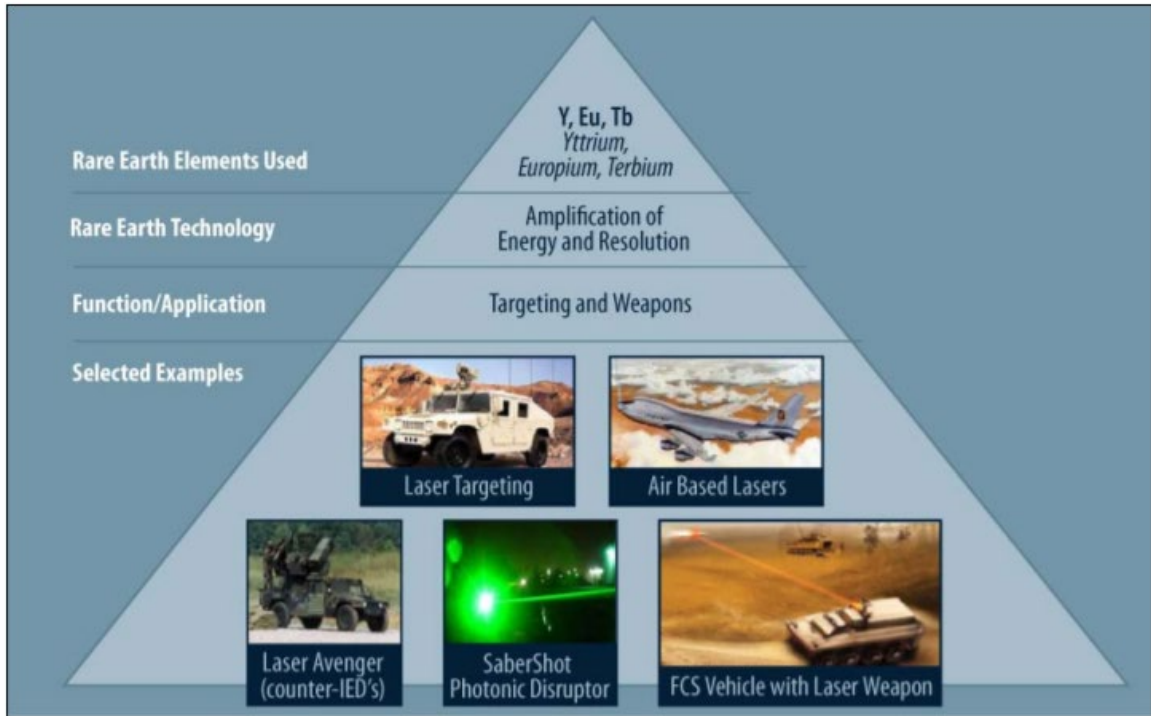 Y, Eu, Tb
Yttrium,
Europium, Terbium
Rare Earth Elements Used
Rare Earth Technology
Amplification of
Energy and Resolution
Function/Application
Targeting and Weapons
Selected Examples
Laser Targeting
Air Based Lasers
Laser Avenger
(counter-IED's)
SaberShot
Photonic Disruptor
FCS Vehicle with Laser Weapon